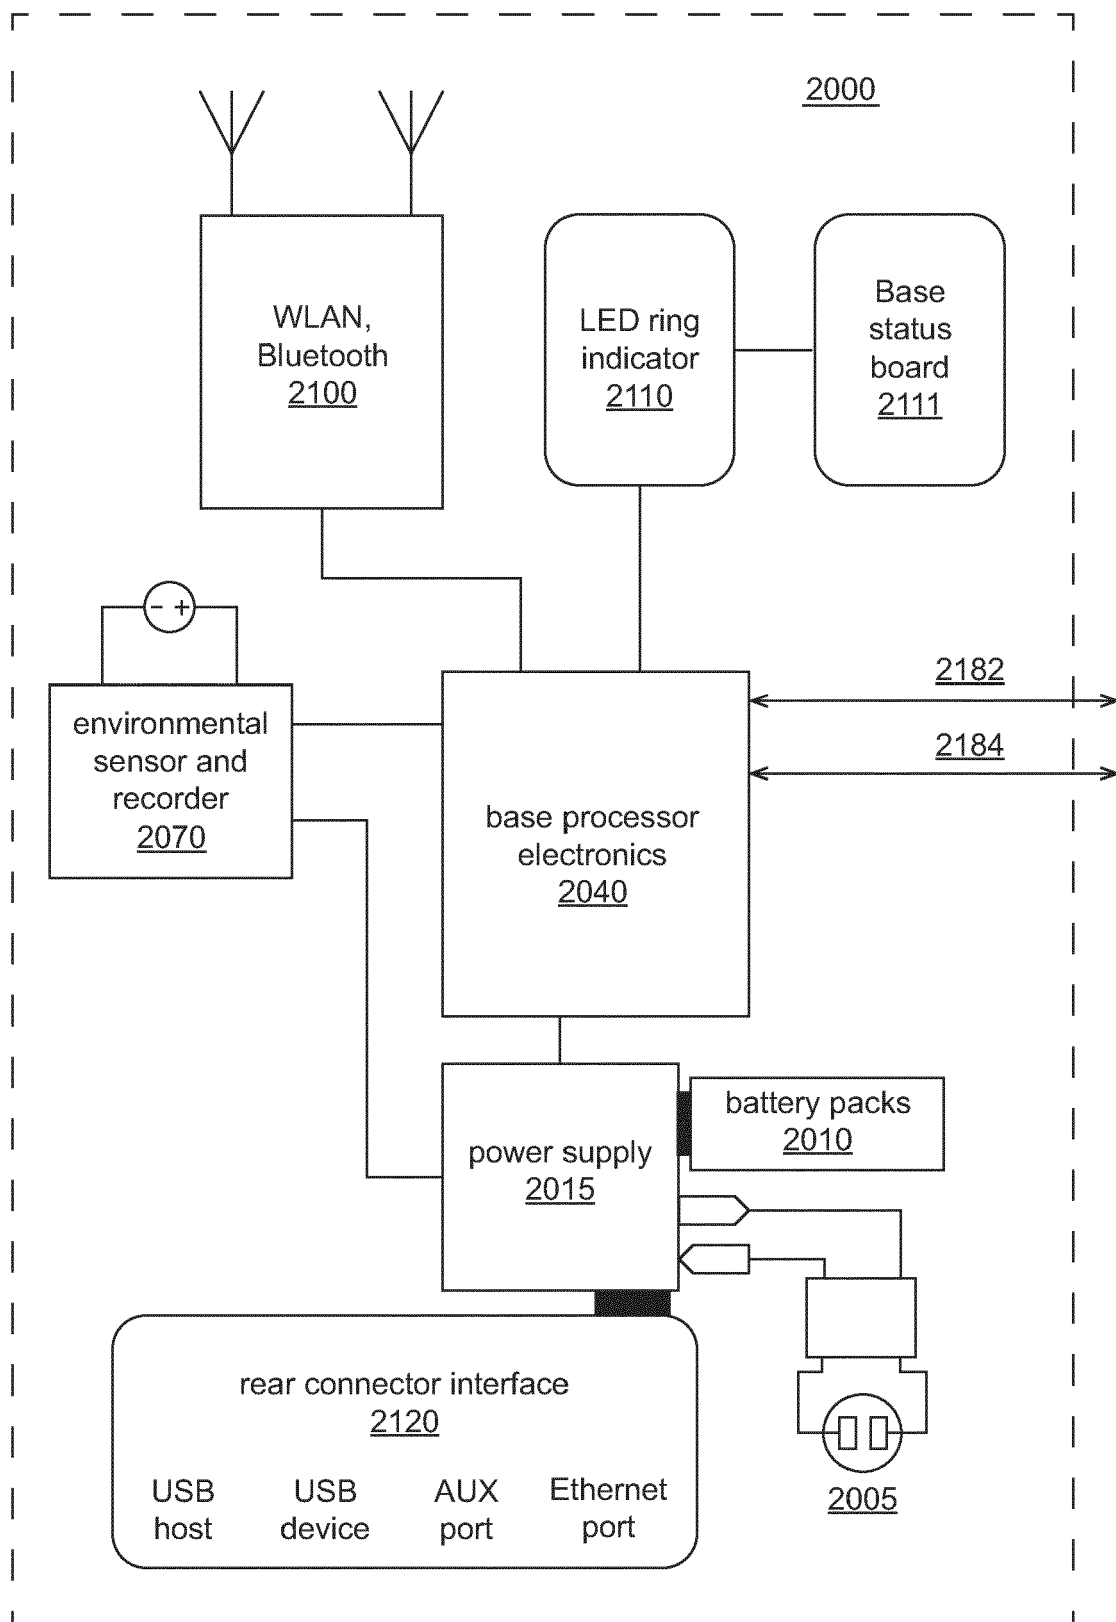 2000
WLAN,
Bluetooth
2100
LED ring
indicator
2110
Base
status
board
2111
- +
environmental
sensor and
recorder
2070
2182
2184
base processor
electronics
2040
battery packs
2010
power supply
2015
rear connector interface
2120
USB
host
USB
device
AUX
port
Ethernet
port
2005